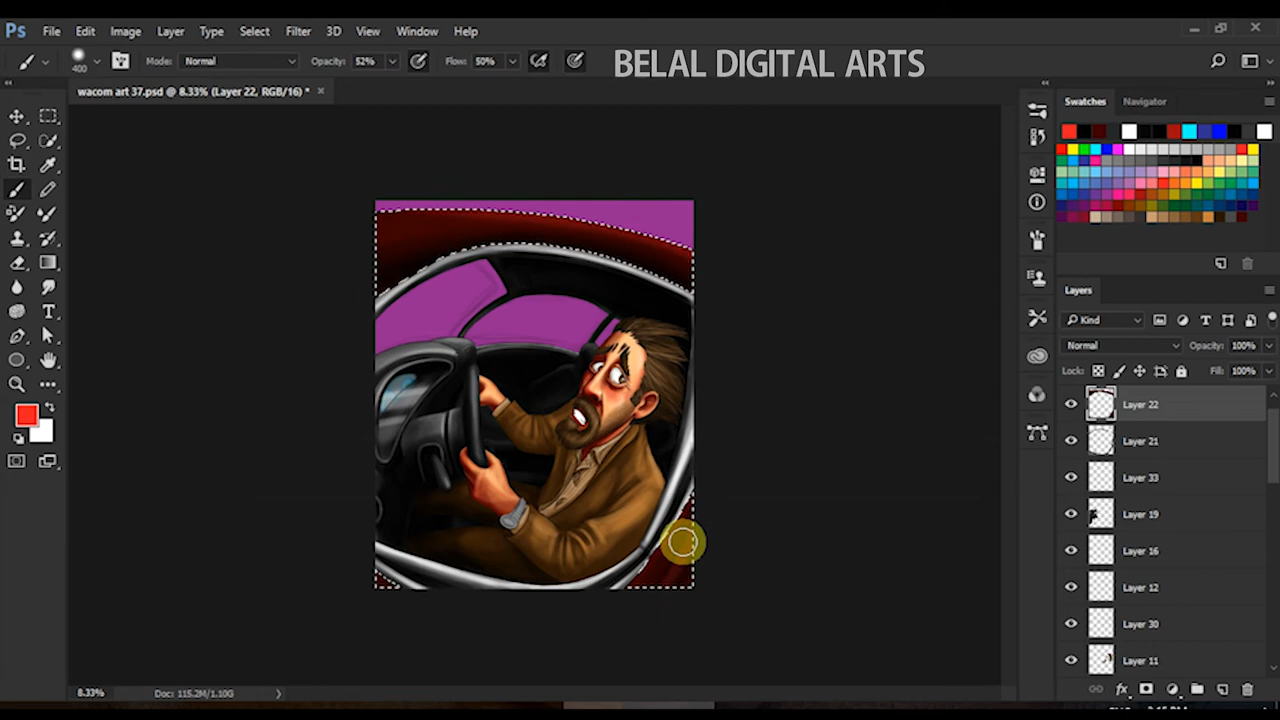 Ps File Edit Image Layer Type Select Filter 3D View Window Help
400 Mode: Normal Opacity: 52% Flow: 50% BELAL DIGITAL ARTS
wacom art 37.psd @ 8.33% (Layer 22, RGB/16) *
Swatches Navigator
Layers
Kind
Normal Opacity: 100%
Lock: Fill: 100%
Layer 22
Layer 21
Layer 33
Layer 19
Layer 16
Layer 12
Layer 30
Layer 11
fx
8.33% Doc: 115.2M/1.10G